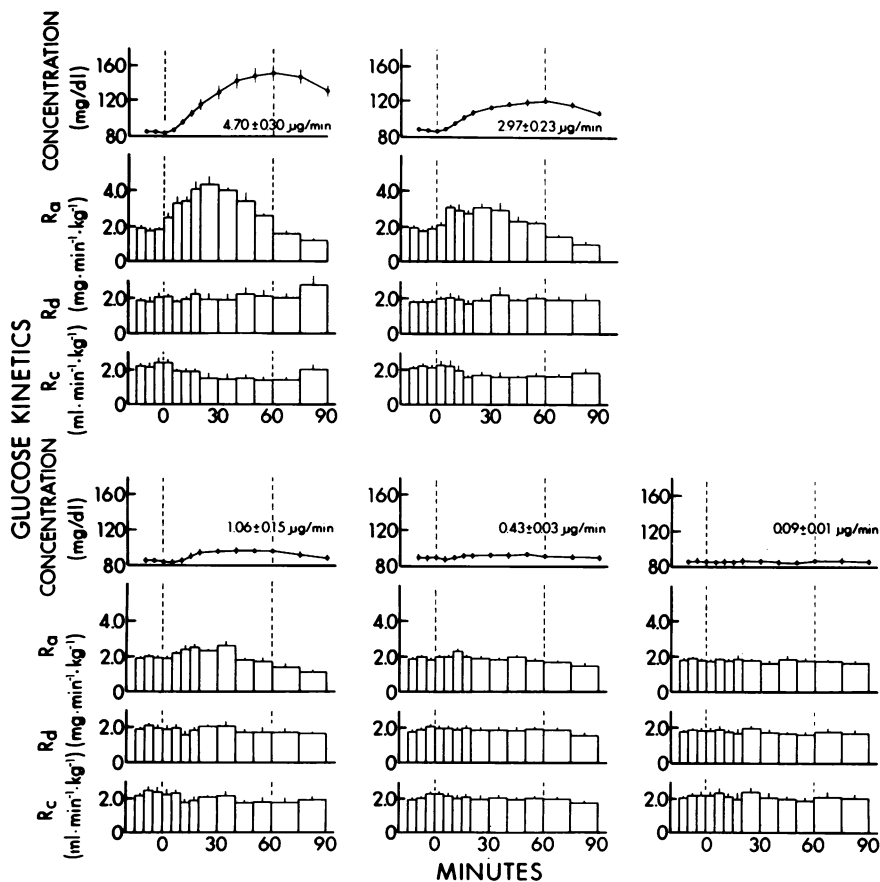 GLUCOSE KINETICS
CONCENTRATION
(mg/dl)
160
120
80
4.70±030 µg/min
160
120
80
2.97±0.23 µg/min
Ra
(mg·min⁻¹·kg⁻¹)
4.0
2.0
0
4.0
2.0
0
Rd
2.0
0
2.0
0
Rc
(ml·min⁻¹·kg⁻¹)
2.0
0
2.0
0
0 30 60 90
0 30 60 90
CONCENTRATION
(mg/dl)
160
120
80
1.06±015 µg/min
160
120
80
0.43±003 µg/min
160
120
80
0.09±0.01 µg/min
Ra
(mg·min⁻¹·kg⁻¹)
4.0
2.0
0
4.0
2.0
0
4.0
2.0
0
Rd
2.0
0
2.0
0
2.0
0
Rc
(ml·min⁻¹·kg⁻¹)
2.0
0
2.0
0
2.0
0
0 30 60 90
0 30 60 90
0 30 60 90
MINUTES